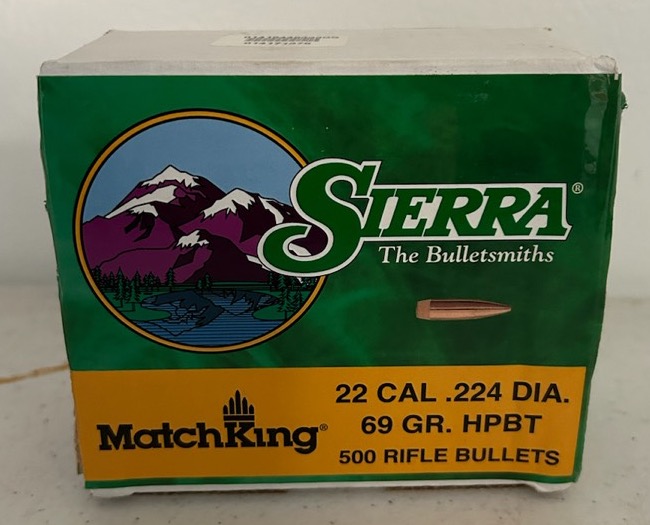 SIERRA®
The Bulletsmiths
MatchKing®
22 CAL .224 DIA.
69 GR. HPBT
500 RIFLE BULLETS